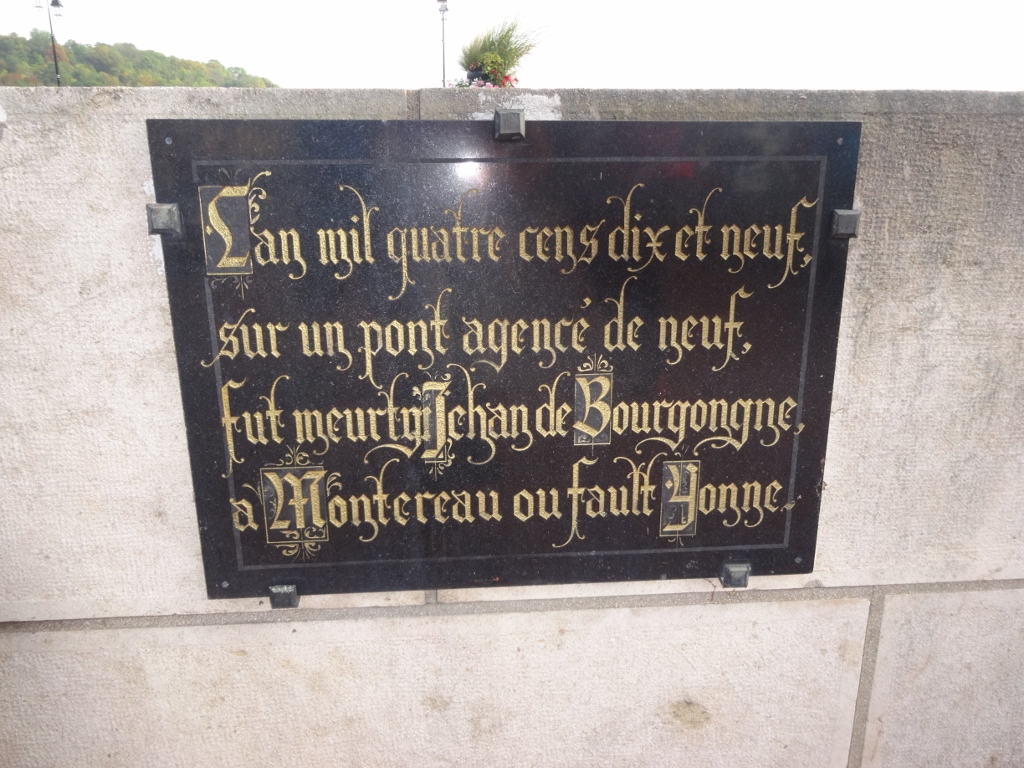 L'an mil quatre cens dix et neuf,
sur un pont agencé de neuf,
fut meurtry Jehan de Bourgongne,
a Montereau ou fault Yonne.